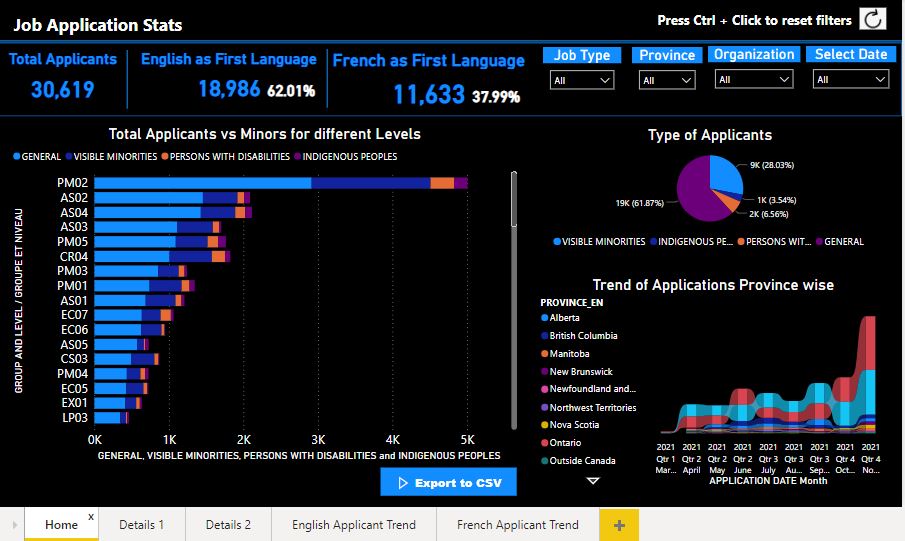 Job Application Stats
Press Ctrl + Click to reset filters
Total Applicants
30,619
English as First Language
18,986 62.01%
French as First Language
11,633 37.99%
Job Type
All
Province
All
Organization
All
Select Date
All
Total Applicants vs Minors for different Levels
GENERAL VISIBLE MINORITIES PERSONS WITH DISABILITIES INDIGENOUS PEOPLES
GROUP AND LEVEL / GROUPE ET NIVEAU
PM02
AS02
AS04
AS03
PM05
CR04
PM03
PM01
AS01
EC07
EC06
AS05
CS03
PM04
EC05
EX01
LP03
0K 1K 2K 3K 4K 5K
GENERAL, VISIBLE MINORITIES, PERSONS WITH DISABILITIES and INDIGENOUS PEOPLES
Export to CSV
Type of Applicants
9K (28.03%)
1K (3.54%)
2K (6.56%)
19K (61.87%)
VISIBLE MINORITIES INDIGENOUS PE... PERSONS WIT... GENERAL
Trend of Applications Province wise
PROVINCE_EN
Alberta
British Columbia
Manitoba
New Brunswick
Newfoundland and...
Northwest Territories
Nova Scotia
Ontario
Outside Canada
2021 2021 2021 2021 2021 2021 2021 2021 2021
Qtr 1 Qtr 2 Qtr 2 Qtr 2 Qtr 3 Qtr 3 Qtr 3 Qtr 4 Qtr 4
Mar... April May June July Au... Sep... Oct... No...
APPLICATION DATE Month
Home x
Details 1
Details 2
English Applicant Trend
French Applicant Trend
+